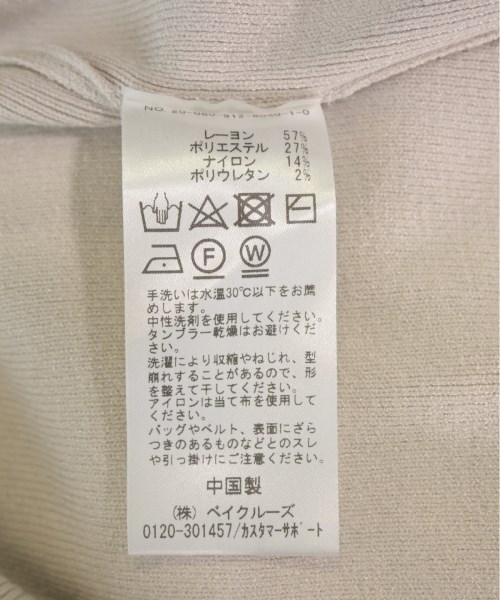 レーヨン 57%
ポリエステル 27%
ナイロン 14%
ポリウレタン 2%
F W
手洗いは水温30℃以下をお薦
めします。
中性洗剤を使用してください。
タンブラー乾燥はお避けくだ
さい。
洗濯により収縮やねじれ、型
崩れすることがあるので、形
を整えて干してください。
アイロンは当て布を使用して
ください。
バッグやベルト、表面にざら
つきのあるものなどとのスレ
や引っ掛けにご注意ください。
中国製
(株) ベイクルーズ
0120-301457/カスタマーサポート